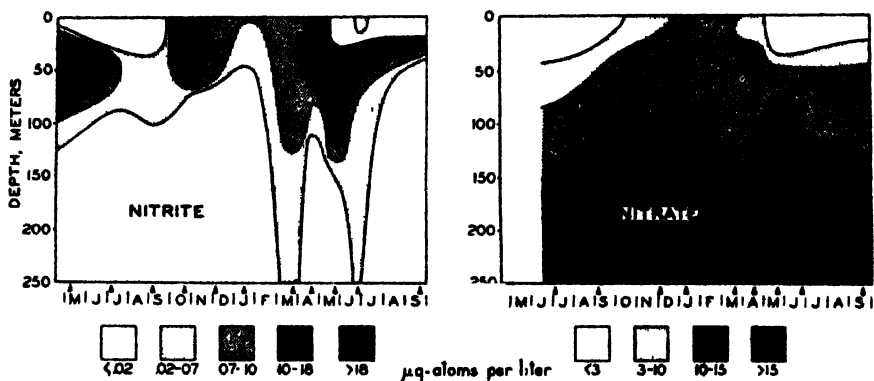 0
50
100
150
200
250
DEPTH, METERS
NITRITE
M J J A S O N D J F M A M J J A S
<.02 .02-07 07-10 10-18 >18
0
50
100
150
200
NITRATE
M J J A S O N D J F M A M J J A S
<3 3-10 10-15 >15
µg-atoms per liter